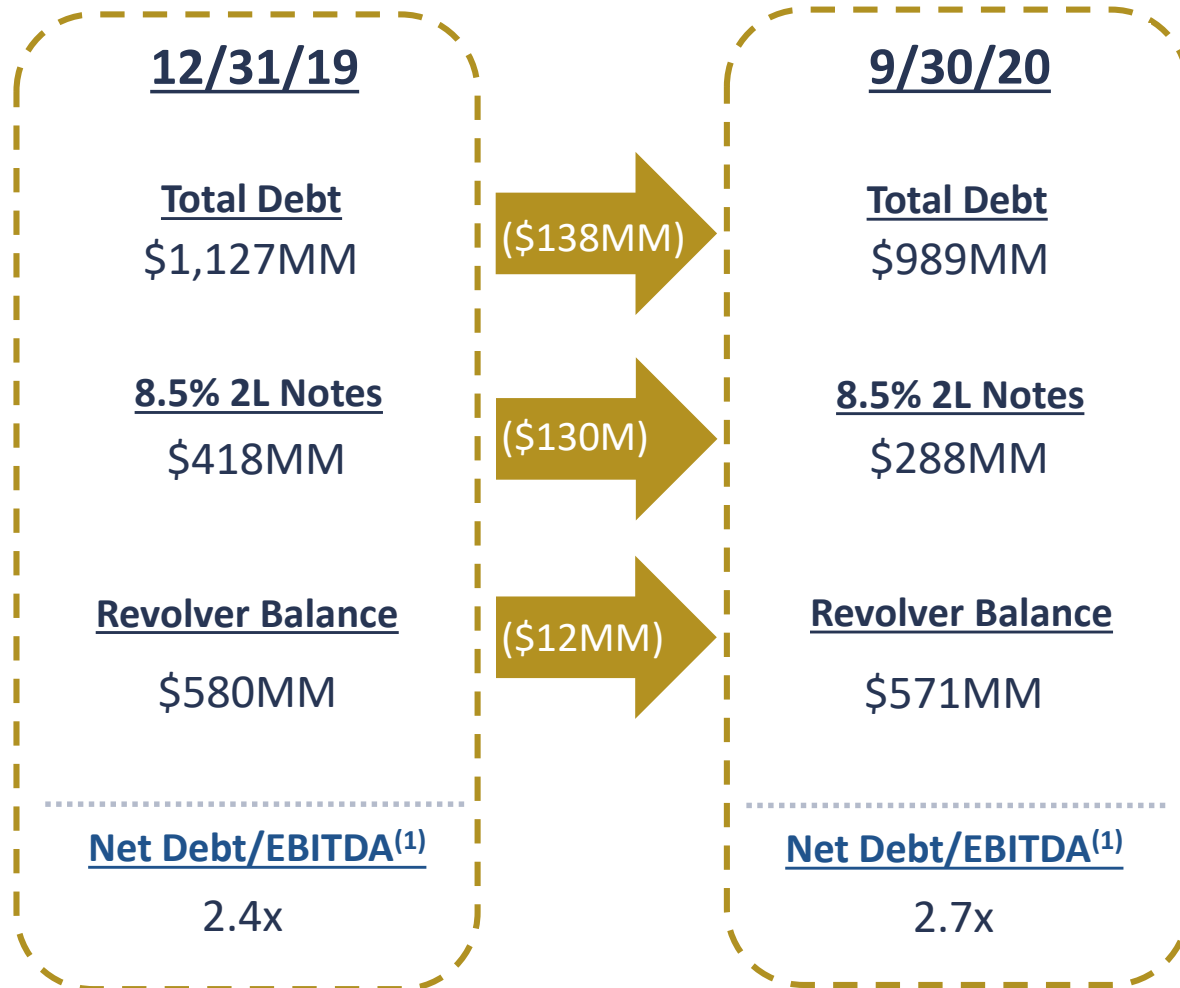 12/31/19
Total Debt
$1,127MM
8.5% 2L Notes
$418MM
Revolver Balance
$580MM
Net Debt/EBITDA(1)
2.4x
($138MM)
($130M)
($12MM)
9/30/20
Total Debt
$989MM
8.5% 2L Notes
$288MM
Revolver Balance
$571MM
Net Debt/EBITDA(1)
2.7x